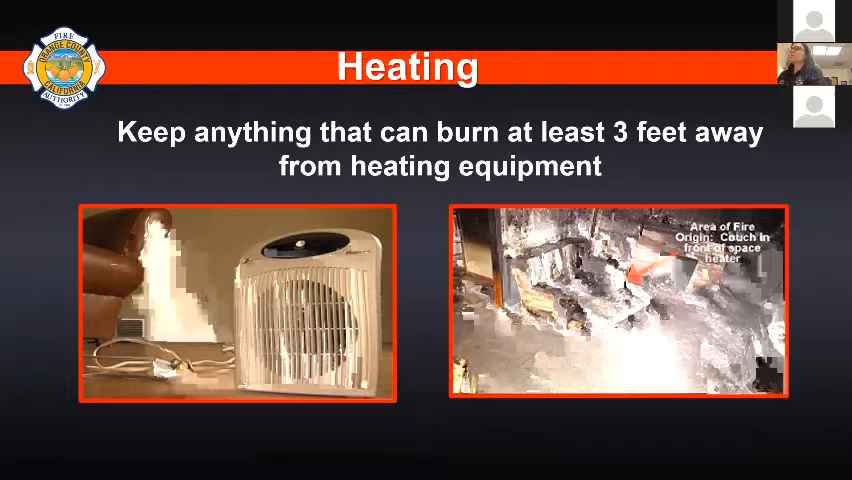 FIRE
ORANGE COUNTY
CALIFORNIA
AUTHORITY
Heating
Keep anything that can burn at least 3 feet away
from heating equipment
Area of Fire
Origin: Couch in
front of space
heater